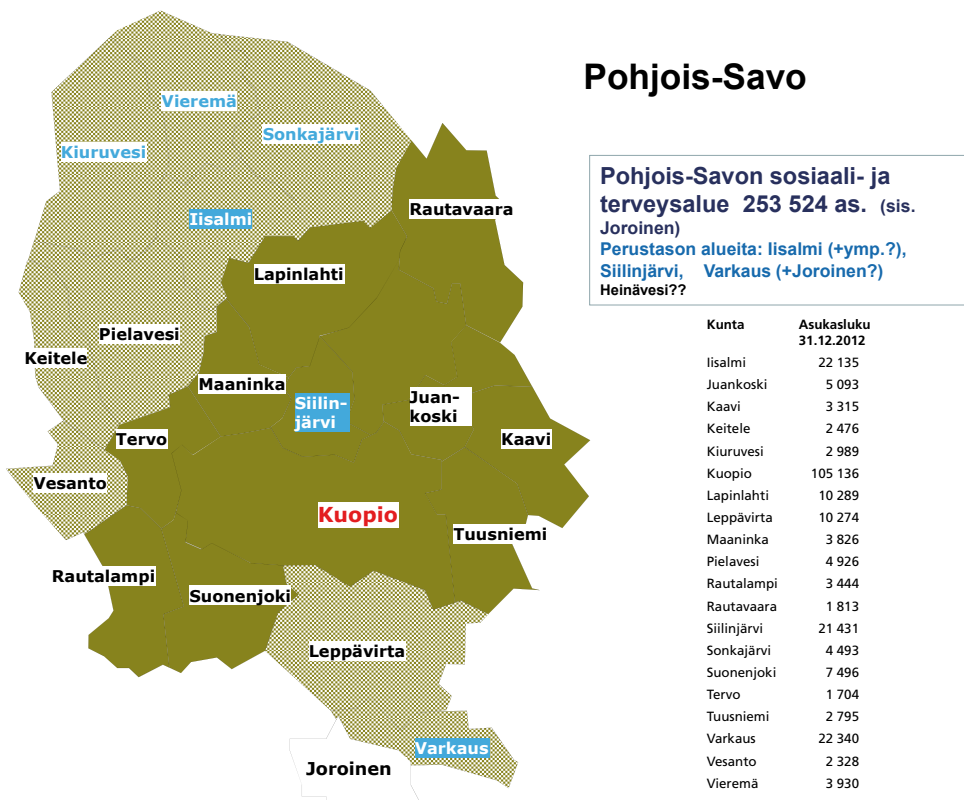 Pohjois-Savo
Vieremä
Sonkajärvi
Kiuruvesi
Iisalmi
Rautavaara
Lapinlahti
Pielavesi
Keitele
Maaninka
Siilin-
järvi
Juan-
koski
Tervo
Kaavi
Vesanto
Kuopio
Tuusniemi
Rautalampi
Suonenjoki
Leppävirta
Varkaus
Joroinen
Pohjois-Savon sosiaali- ja
terveysalue 253 524 as. (sis.
Joroinen)
Perustason alueita: Iisalmi (+ymp.?),
Siilinjärvi, Varkaus (+Joroinen?)
Heinävesi??
Kunta Asukasluku
31.12.2012
Iisalmi 22 135
Juankoski 5 093
Kaavi 3 315
Keitele 2 476
Kiuruvesi 2 989
Kuopio 105 136
Lapinlahti 10 289
Leppävirta 10 274
Maaninka 3 826
Pielavesi 4 926
Rautalampi 3 444
Rautavaara 1 813
Siilinjärvi 21 431
Sonkajärvi 4 493
Suonenjoki 7 496
Tervo 1 704
Tuusniemi 2 795
Varkaus 22 340
Vesanto 2 328
Vieremä 3 930